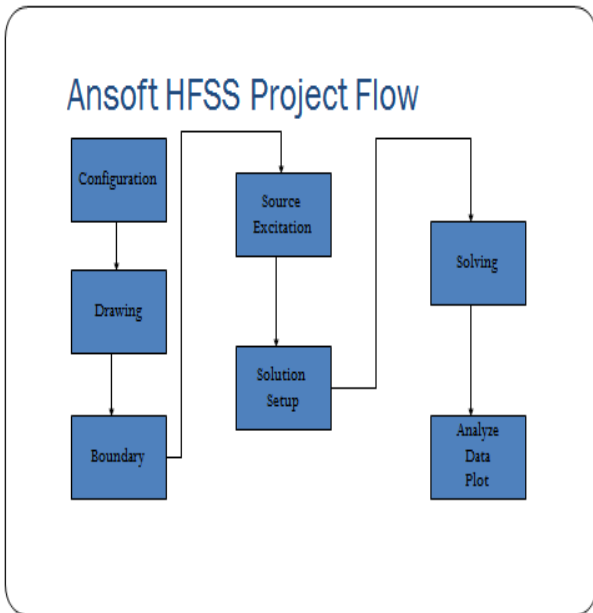 Ansoft HFSS Project Flow
Configuration
Drawing
Boundary
Source
Excitation
Solution
Setup
Solving
Analyze
Data
Plot